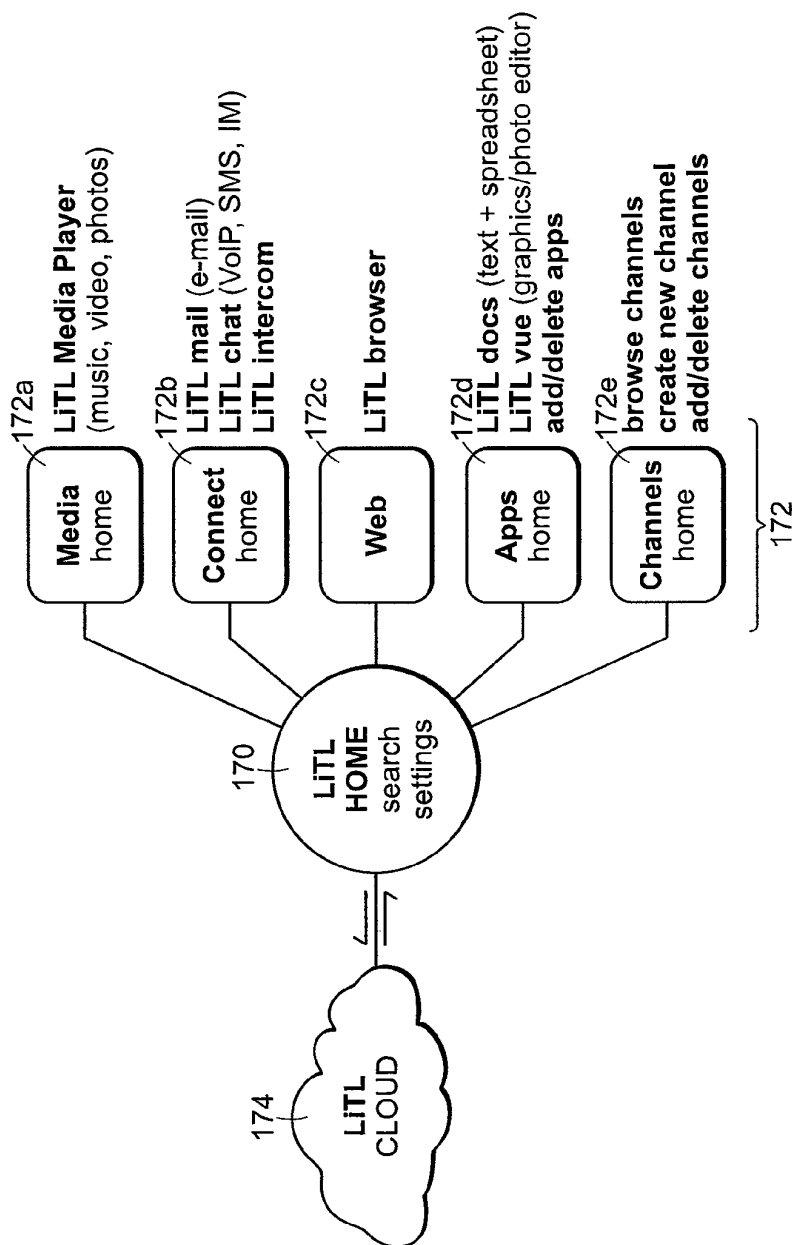 174
LiTL
CLOUD
170
LiTL
HOME
search
settings
172a
Media
home
LiTL Media Player
(music, video, photos)
172b
Connect
home
LiTL mail (e-mail)
LiTL chat (VoIP, SMS, IM)
LiTL intercom
172c
Web
LiTL browser
172d
Apps
home
LiTL docs (text + spreadsheet)
LiTL vue (graphics/photo editor)
add/delete apps
172e
Channels
home
browse channels
create new channel
add/delete channels
172